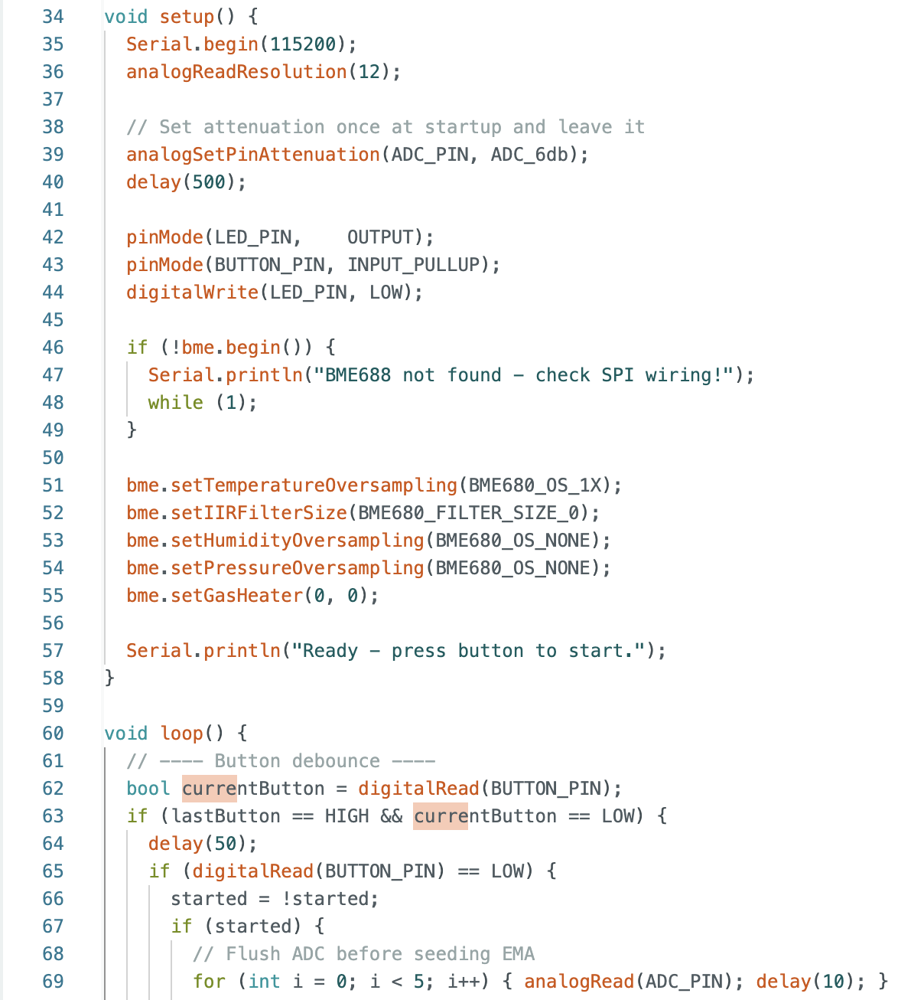 34 void setup() {
35   Serial.begin(115200);
36   analogReadResolution(12);
37
38   // Set attenuation once at startup and leave it
39   analogSetPinAttenuation(ADC_PIN, ADC_6db);
40   delay(500);
41
42   pinMode(LED_PIN,    OUTPUT);
43   pinMode(BUTTON_PIN, INPUT_PULLUP);
44   digitalWrite(LED_PIN, LOW);
45
46   if (!bme.begin()) {
47     Serial.println("BME688 not found – check SPI wiring!");
48     while (1);
49   }
50
51   bme.setTemperatureOversampling(BME680_OS_1X);
52   bme.setIIRFilterSize(BME680_FILTER_SIZE_0);
53   bme.setHumidityOversampling(BME680_OS_NONE);
54   bme.setPressureOversampling(BME680_OS_NONE);
55   bme.setGasHeater(0, 0);
56
57   Serial.println("Ready – press button to start.");
58 }
59
60 void loop() {
61   // ---- Button debounce ----
62   bool currentButton = digitalRead(BUTTON_PIN);
63   if (lastButton == HIGH && currentButton == LOW) {
64     delay(50);
65     if (digitalRead(BUTTON_PIN) == LOW) {
66       started = !started;
67       if (started) {
68         // Flush ADC before seeding EMA
69         for (int i = 0; i < 5; i++) { analogRead(ADC_PIN); delay(10); }